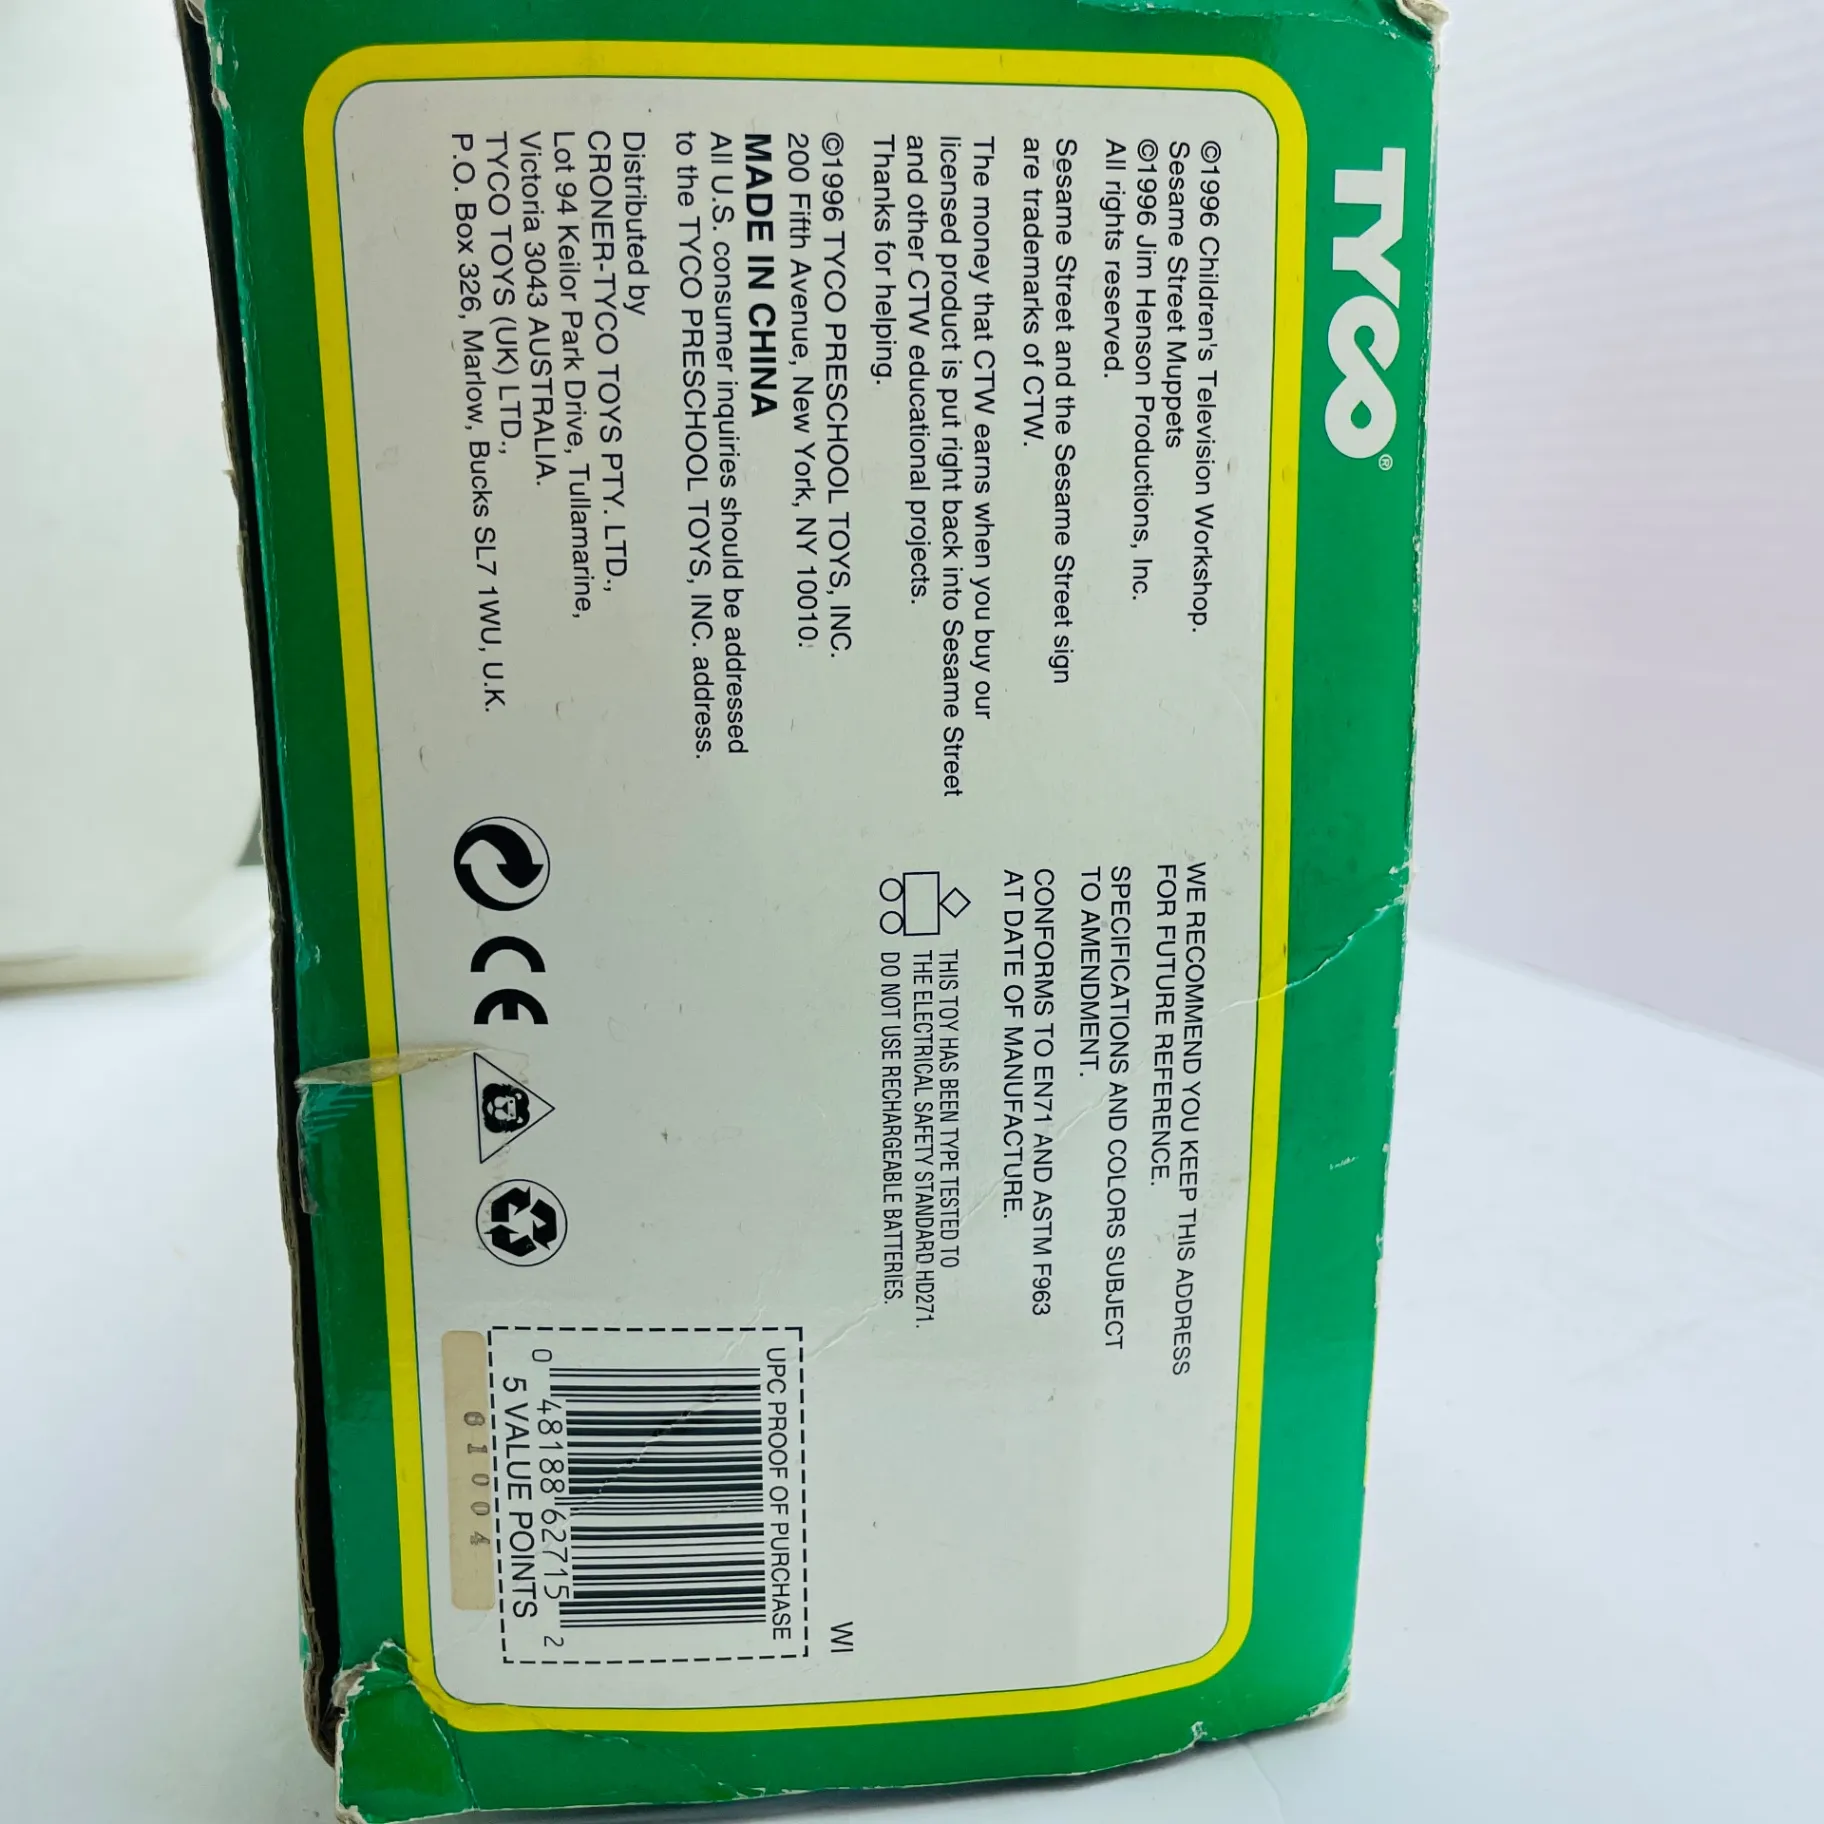 TYCO®
©1996 Children's Television Workshop.
Sesame Street Muppets
©1996 Jim Henson Productions, Inc.
All rights reserved.
Sesame Street and the Sesame Street sign
are trademarks of CTW.
The money that CTW earns when you buy our
licensed product is put right back into Sesame Street
and other CTW educational projects.
Thanks for helping.
©1996 TYCO PRESCHOOL TOYS, INC.
200 Fifth Avenue, New York, NY 10010.
MADE IN CHINA
All U.S. consumer inquiries should be addressed
to the TYCO PRESCHOOL TOYS, INC. address.
Distributed by
CRONER-TYCO TOYS PTY. LTD.,
Lot 94 Keilor Park Drive, Tullamarine,
Victoria 3043 AUSTRALIA.
TYCO TOYS (UK) LTD.,
P.O. Box 326, Marlow, Bucks SL7 1WU, U.K.
WE RECOMMEND YOU KEEP THIS ADDRESS
FOR FUTURE REFERENCE.
SPECIFICATIONS AND COLORS SUBJECT
TO AMENDMENT.
CONFORMS TO EN71 AND ASTM F963
AT DATE OF MANUFACTURE.
THIS TOY HAS BEEN TYPE TESTED TO
THE ELECTRICAL SAFETY STANDARD HD271.
DO NOT USE RECHARGEABLE BATTERIES.
CE
WI
UPC PROOF OF PURCHASE
0 48188 62715 2
5 VALUE POINTS
61004